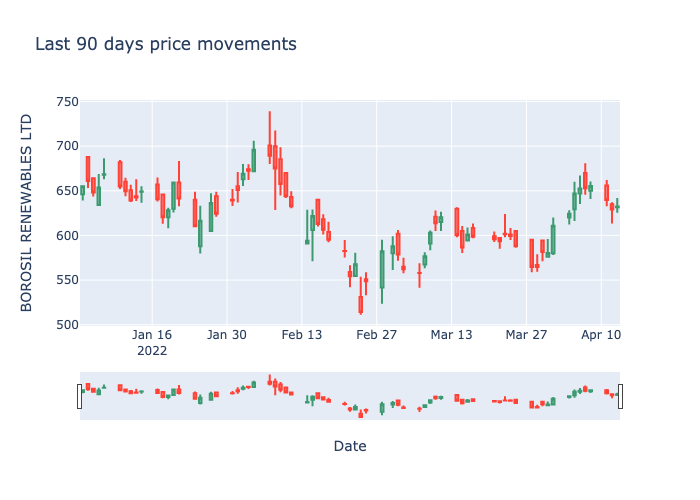 Last 90 days price movements
BOROSIL RENEWABLES LTD
750
700
650
600
550
500
Jan 16
2022
Jan 30
Feb 13
Feb 27
Mar 13
Mar 27
Apr 10
Date